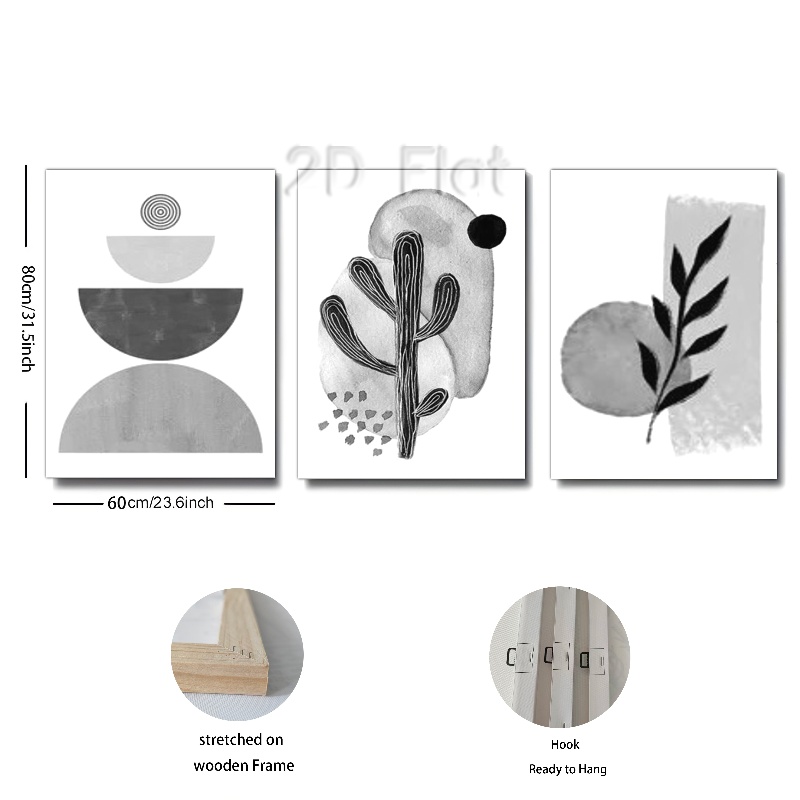 2D Flat
80cm/31.5inch
60cm/23.6inch
stretched on
wooden Frame
Hook
Ready to Hang